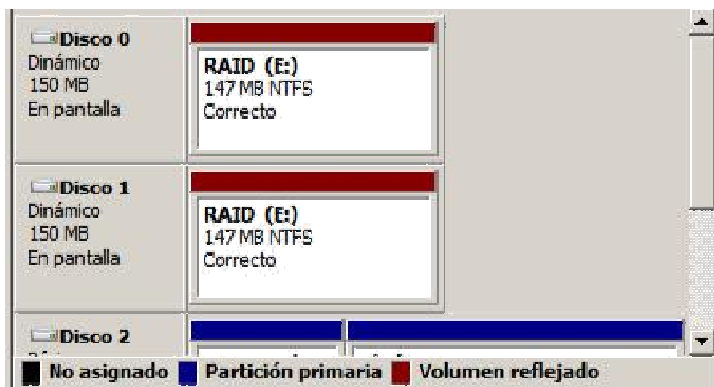 Disco 0
Dinámico
150 MB
En pantalla
RAID (E:)
147 MB NTFS
Correcto
Disco 1
Dinámico
150 MB
En pantalla
RAID (E:)
147 MB NTFS
Correcto
Disco 2
No asignado Partición primaria Volumen reflejado